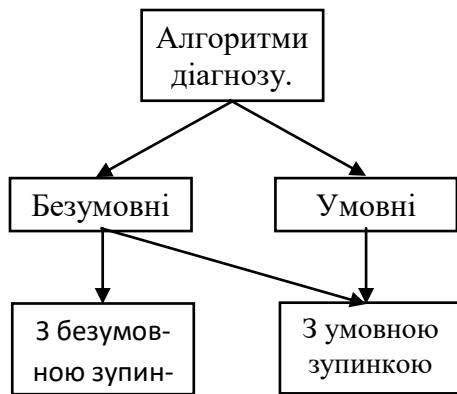 Алгоритми
діагнозу.
Безумовні
Умовні
З безумов-
ною зупин-
З умовною
зупинкою